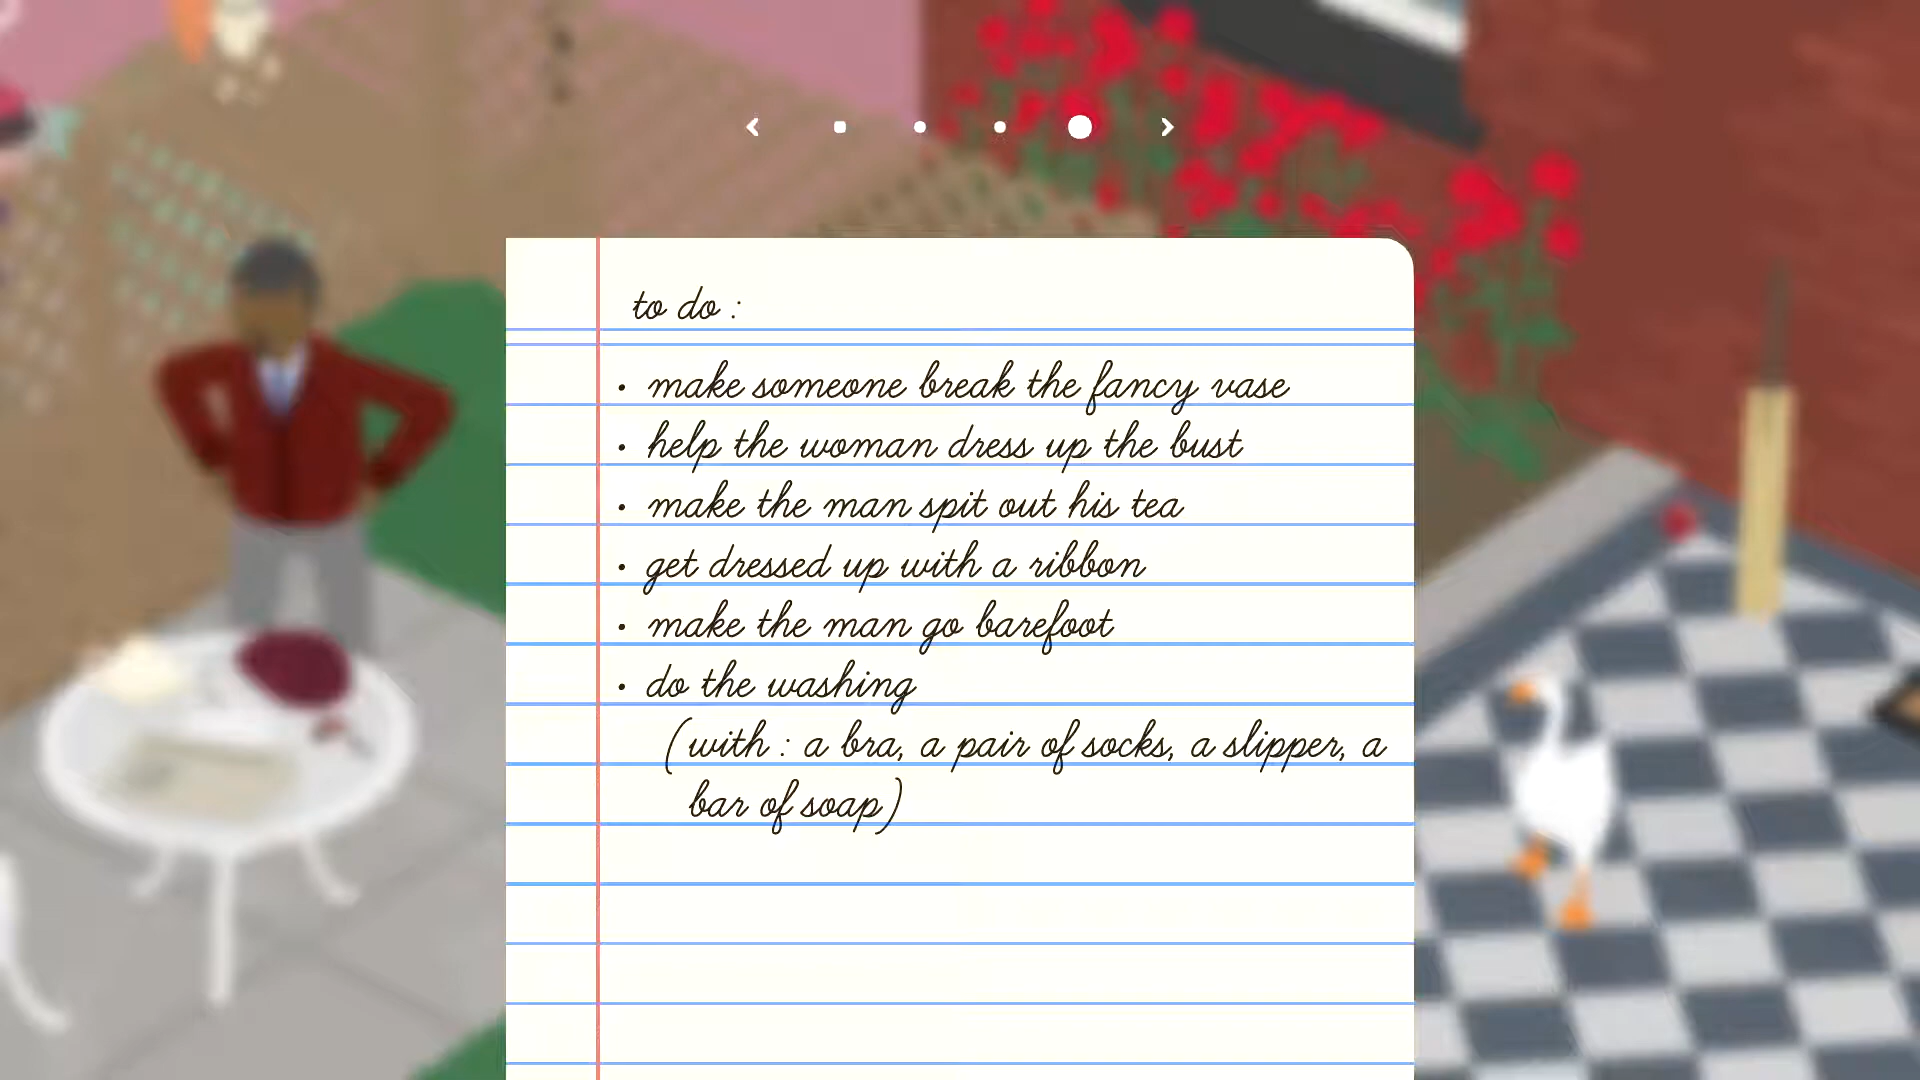 to do :
• make someone break the fancy vase
• help the woman dress up the bust
• make the man spit out his tea
• get dressed up with a ribbon
• make the man go barefoot
• do the washing
(with : a bra, a pair of socks, a slipper, a
bar of soap)